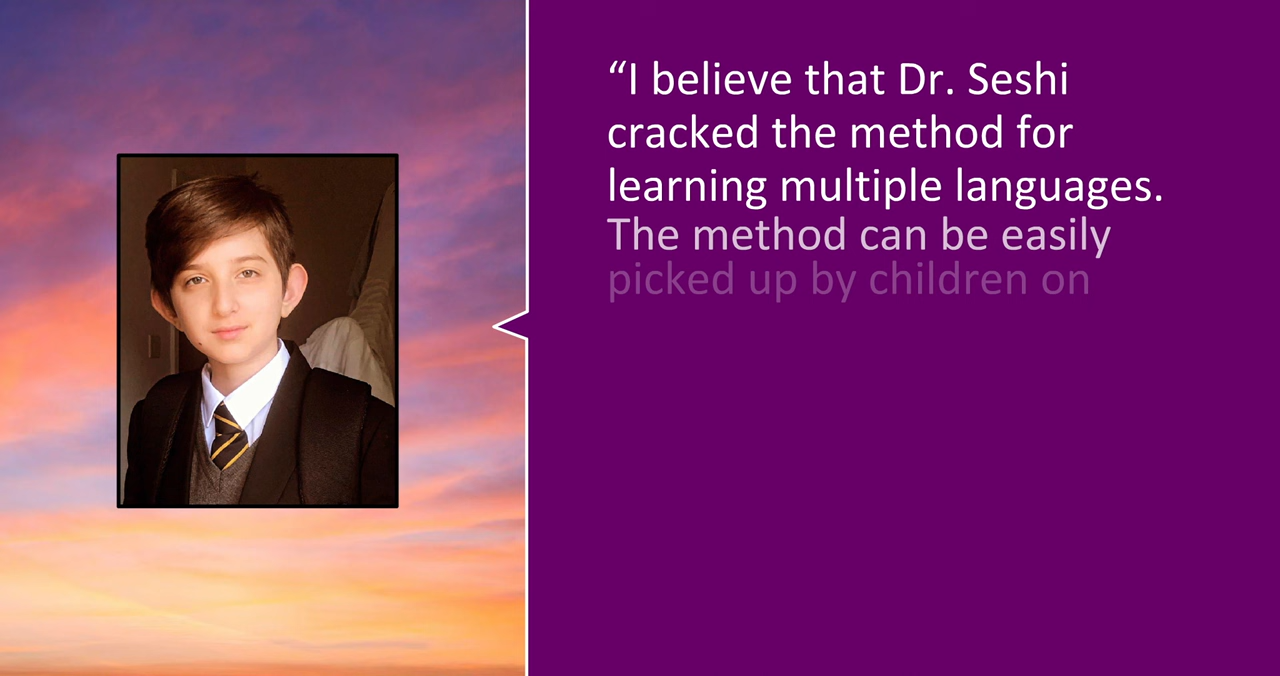 “I believe that Dr. Seshi
cracked the method for
learning multiple languages.
The method can be easily
picked up by children on